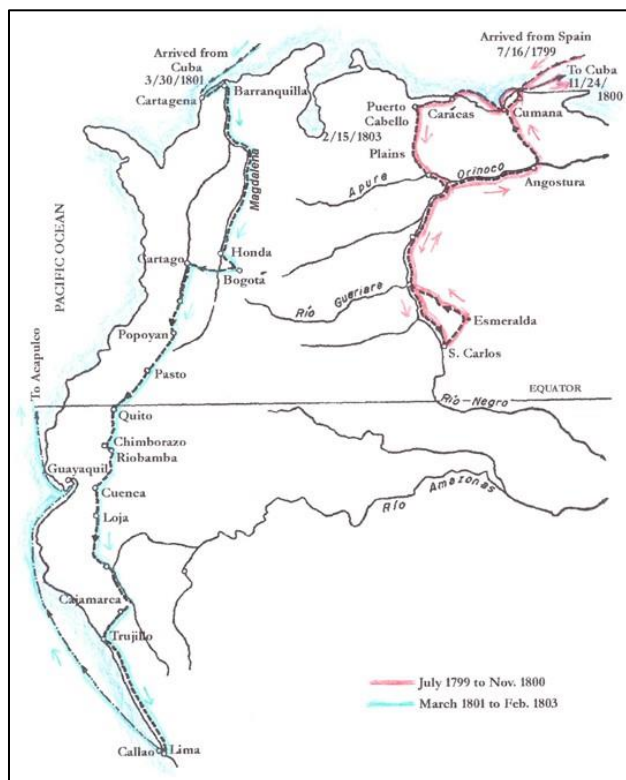 Arrived from
Cuba
3/30/1801
Arrived from Spain
7/16/1799
To Cuba
11/24/
1800
Cartagena
Barranquilla
Puerto
Cabello
Carácas
Cumana
2/15/1803
Plains
Magdalena
Apure
Orinoco
Angostura
PACIFIC OCEAN
Cartago
Honda
Bogotá
Río
Guaviare
Esmeralda
Popoyan
S. Carlos
Pasto
To Acapulco
EQUATOR
Río-Negro
Quito
Chimborazo
Riobamba
Guayaquil
Cuenca
Río Amazonas
Loja
Cajamarca
Trujillo
July 1799 to Nov. 1800
March 1801 to Feb. 1803
Callao
Lima